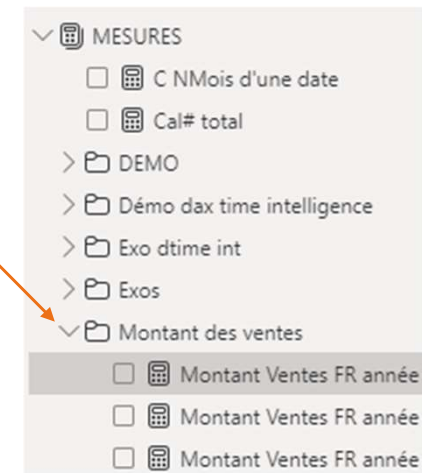 MESURES
C NMois d'une date
Cal# total
DEMO
Démo dax time intelligence
Exo dtime int
Exos
Montant des ventes
Montant Ventes FR année
Montant Ventes FR année
Montant Ventes FR année